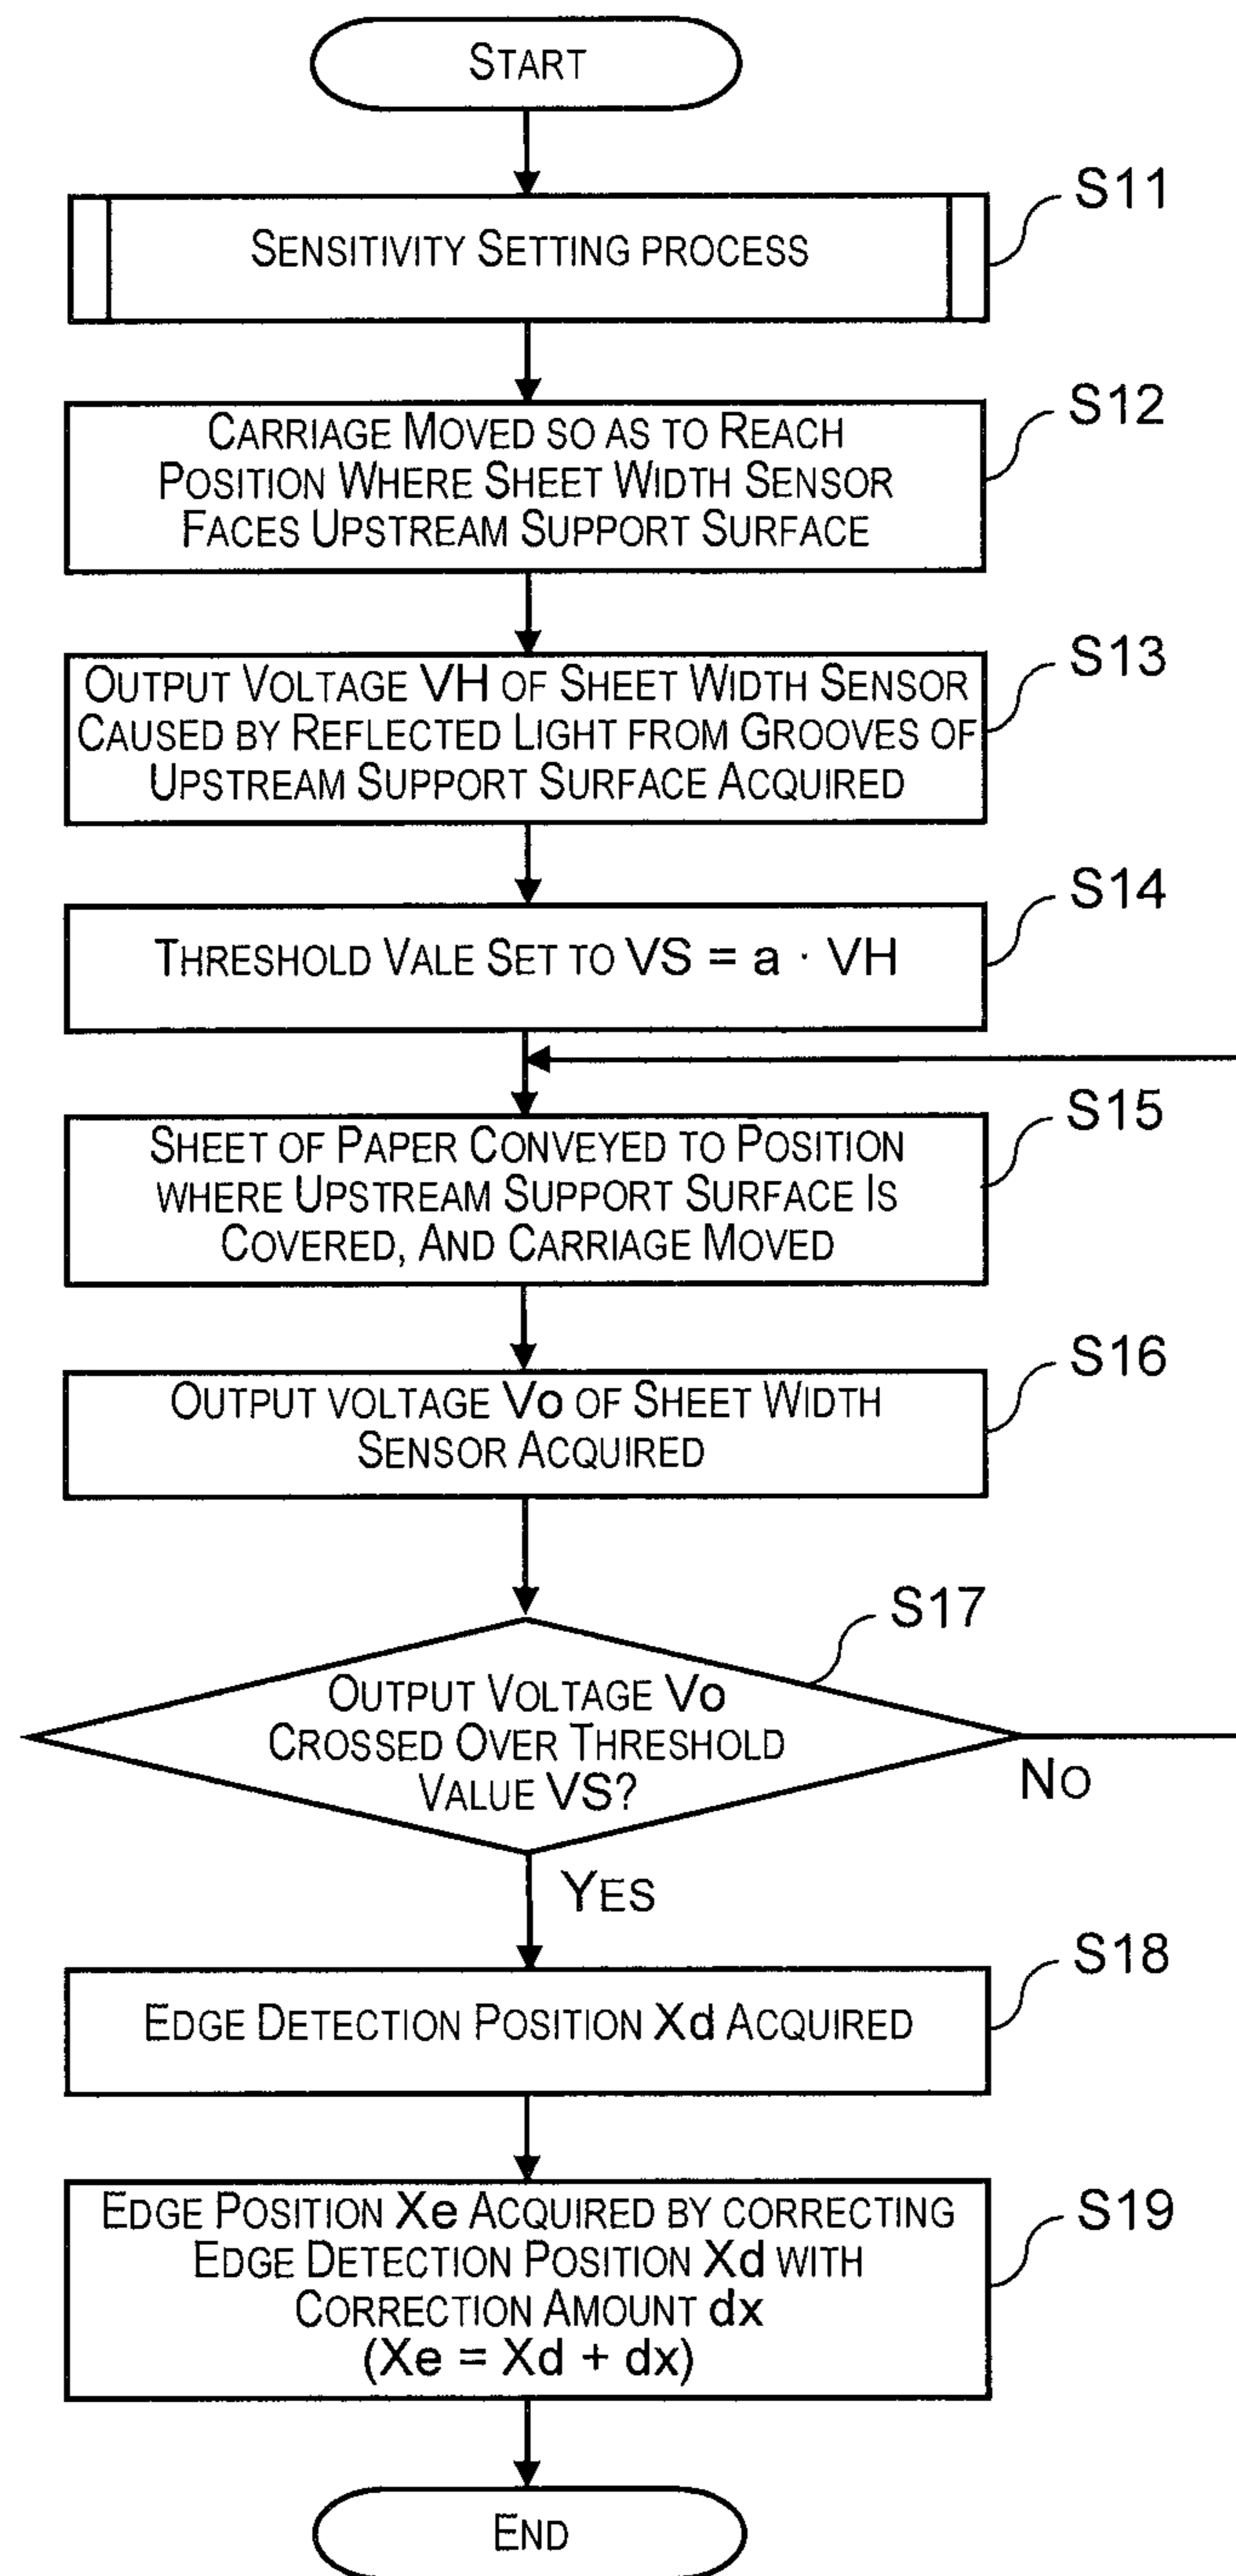 START
S11
SENSITIVITY SETTING PROCESS
S12
CARRIAGE MOVED SO AS TO REACH
POSITION WHERE SHEET WIDTH SENSOR
FACES UPSTREAM SUPPORT SURFACE
S13
OUTPUT VOLTAGE VH OF SHEET WIDTH SENSOR
CAUSED BY REFLECTED LIGHT FROM GROOVES OF
UPSTREAM SUPPORT SURFACE ACQUIRED
S14
THRESHOLD VALE SET TO VS = a · VH
S15
SHEET OF PAPER CONVEYED TO POSITION
WHERE UPSTREAM SUPPORT SURFACE IS
COVERED, AND CARRIAGE MOVED
S16
OUTPUT VOLTAGE Vo OF SHEET WIDTH
SENSOR ACQUIRED
S17
OUTPUT VOLTAGE Vo
CROSSED OVER THRESHOLD
VALUE VS?
NO
YES
S18
EDGE DETECTION POSITION Xd ACQUIRED
S19
EDGE POSITION Xe ACQUIRED BY CORRECTING
EDGE DETECTION POSITION Xd WITH
CORRECTION AMOUNT dx
(Xe = Xd + dx)
END